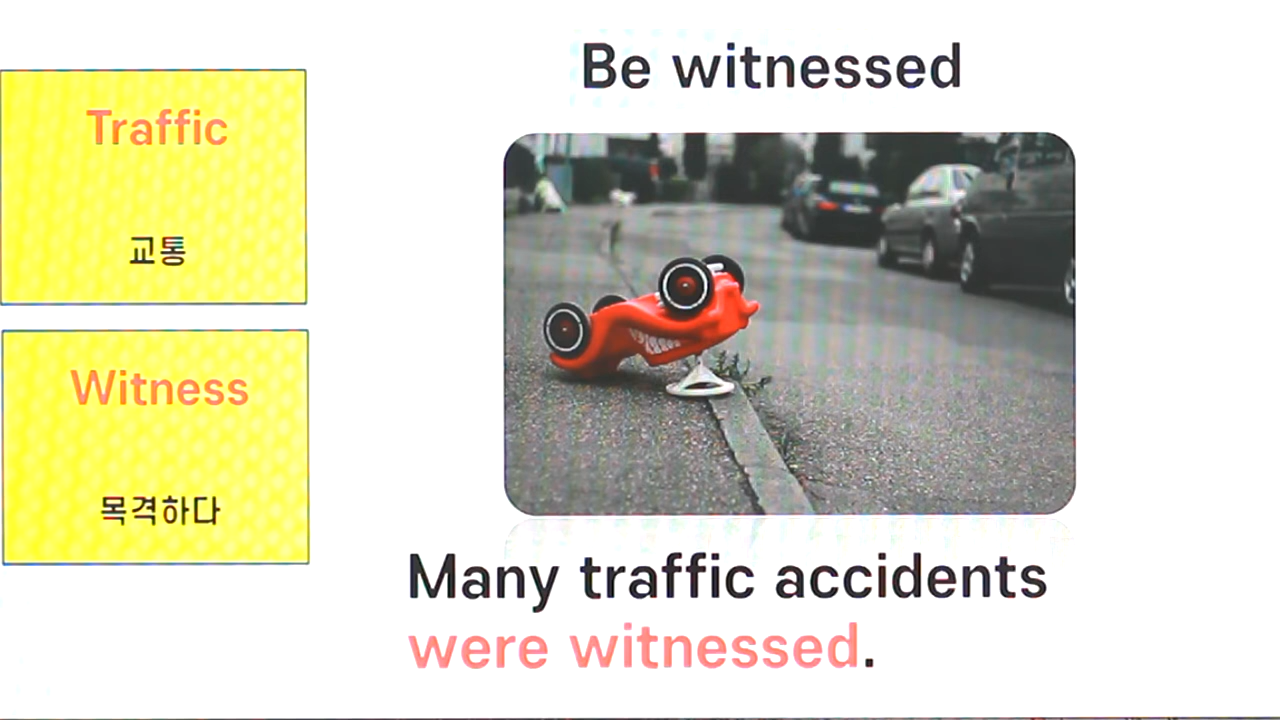 Traffic
교통
Witness
목격하다
Be witnessed
Many traffic accidents
were witnessed.